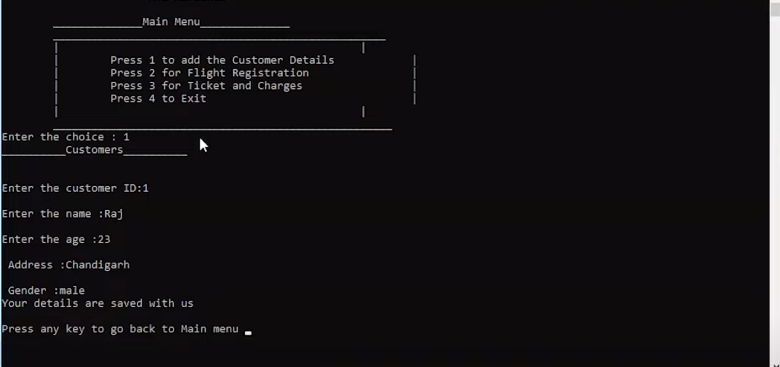 ______________Main Menu______________
Press 1 to add the Customer Details
Press 2 for Flight Registration
Press 3 for Ticket and Charges
Press 4 to Exit
Enter the choice : 1
__________Customers__________
Enter the customer ID:1
Enter the name :Raj
Enter the age :23
Address :Chandigarh
Gender :male
Your details are saved with us
Press any key to go back to Main menu